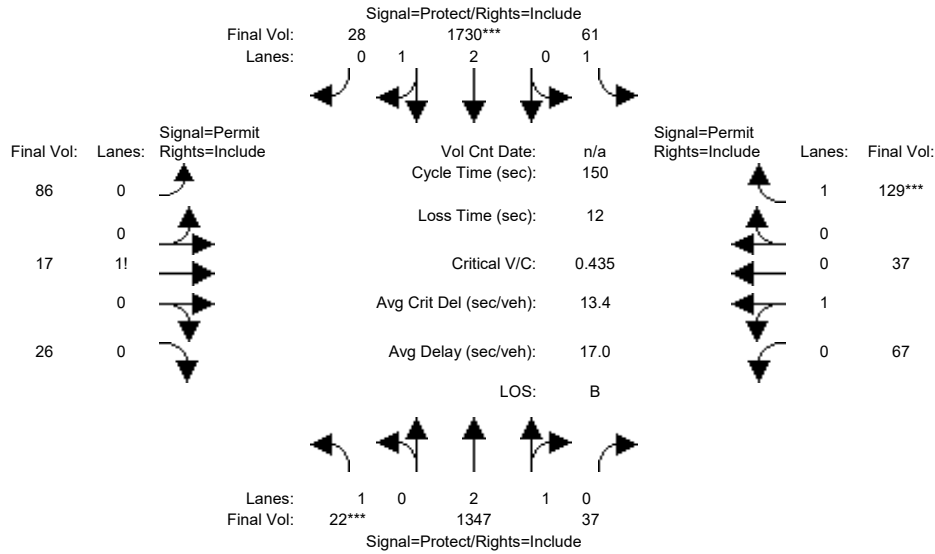 Signal=Protect/Rights=Include
Final Vol: 28 1730*** 61
Lanes: 0 1 2 0 1
Signal=Permit
Final Vol: Lanes: Rights=Include
Vol Cnt Date: n/a
Signal=Permit
Rights=Include Lanes: Final Vol:
Cycle Time (sec): 150
86 0
1 129***
Loss Time (sec): 12
0
0
17 1!
Critical V/C: 0.435
0 37
0
Avg Crit Del (sec/veh): 13.4
1
26 0
Avg Delay (sec/veh): 17.0
0 67
LOS: B
Lanes: 1 0 2 1 0
Final Vol: 22*** 1347 37
Signal=Protect/Rights=Include